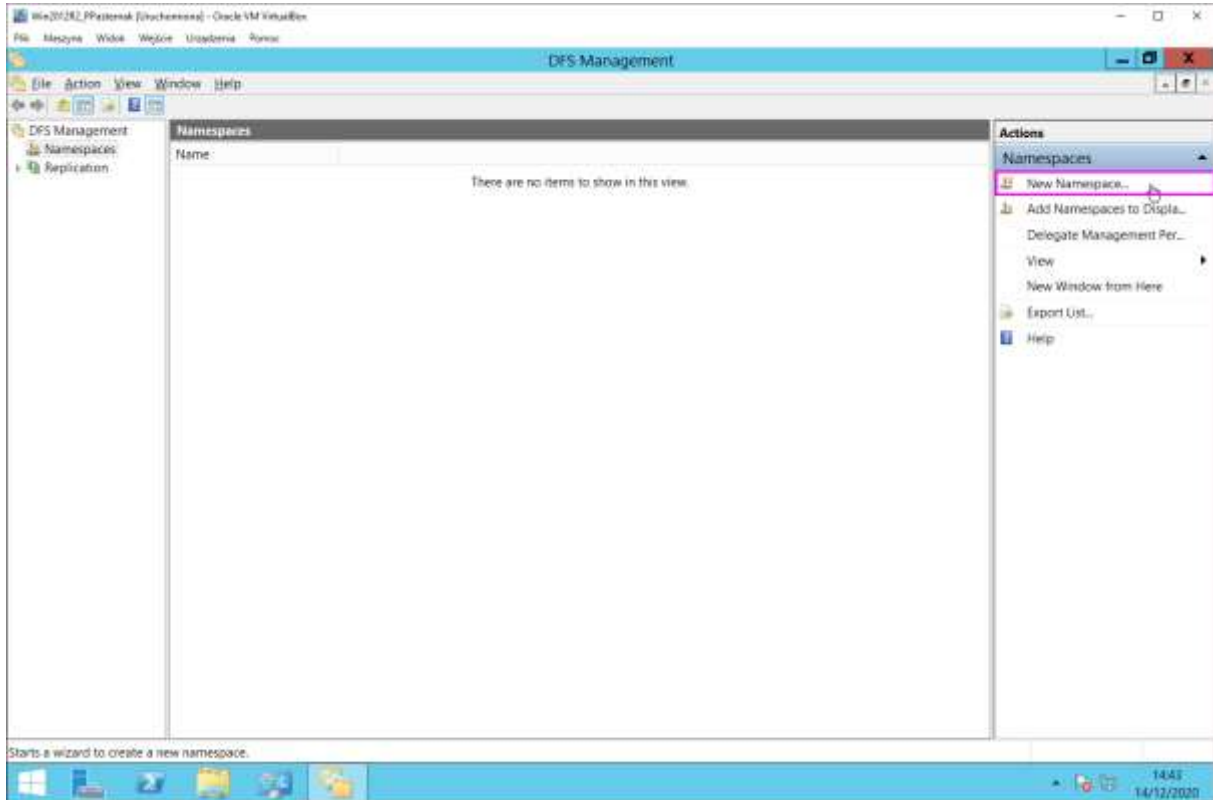 Win2012R2_PPasternak [Uruchomiona] - Oracle VM VirtualBox
Plik Maszyna Widok Wejście Urządzenia Pomoc
DFS Management
File Action View Window Help
DFS Management
Namespaces
Replication
Namespaces
Name
There are no items to show in this view.
Actions
Namespaces
New Namespace...
Add Namespaces to Displa...
Delegate Management Per...
View
New Window from Here
Export List...
Help
Starts a wizard to create a new namespace.
14:43
14/12/2020